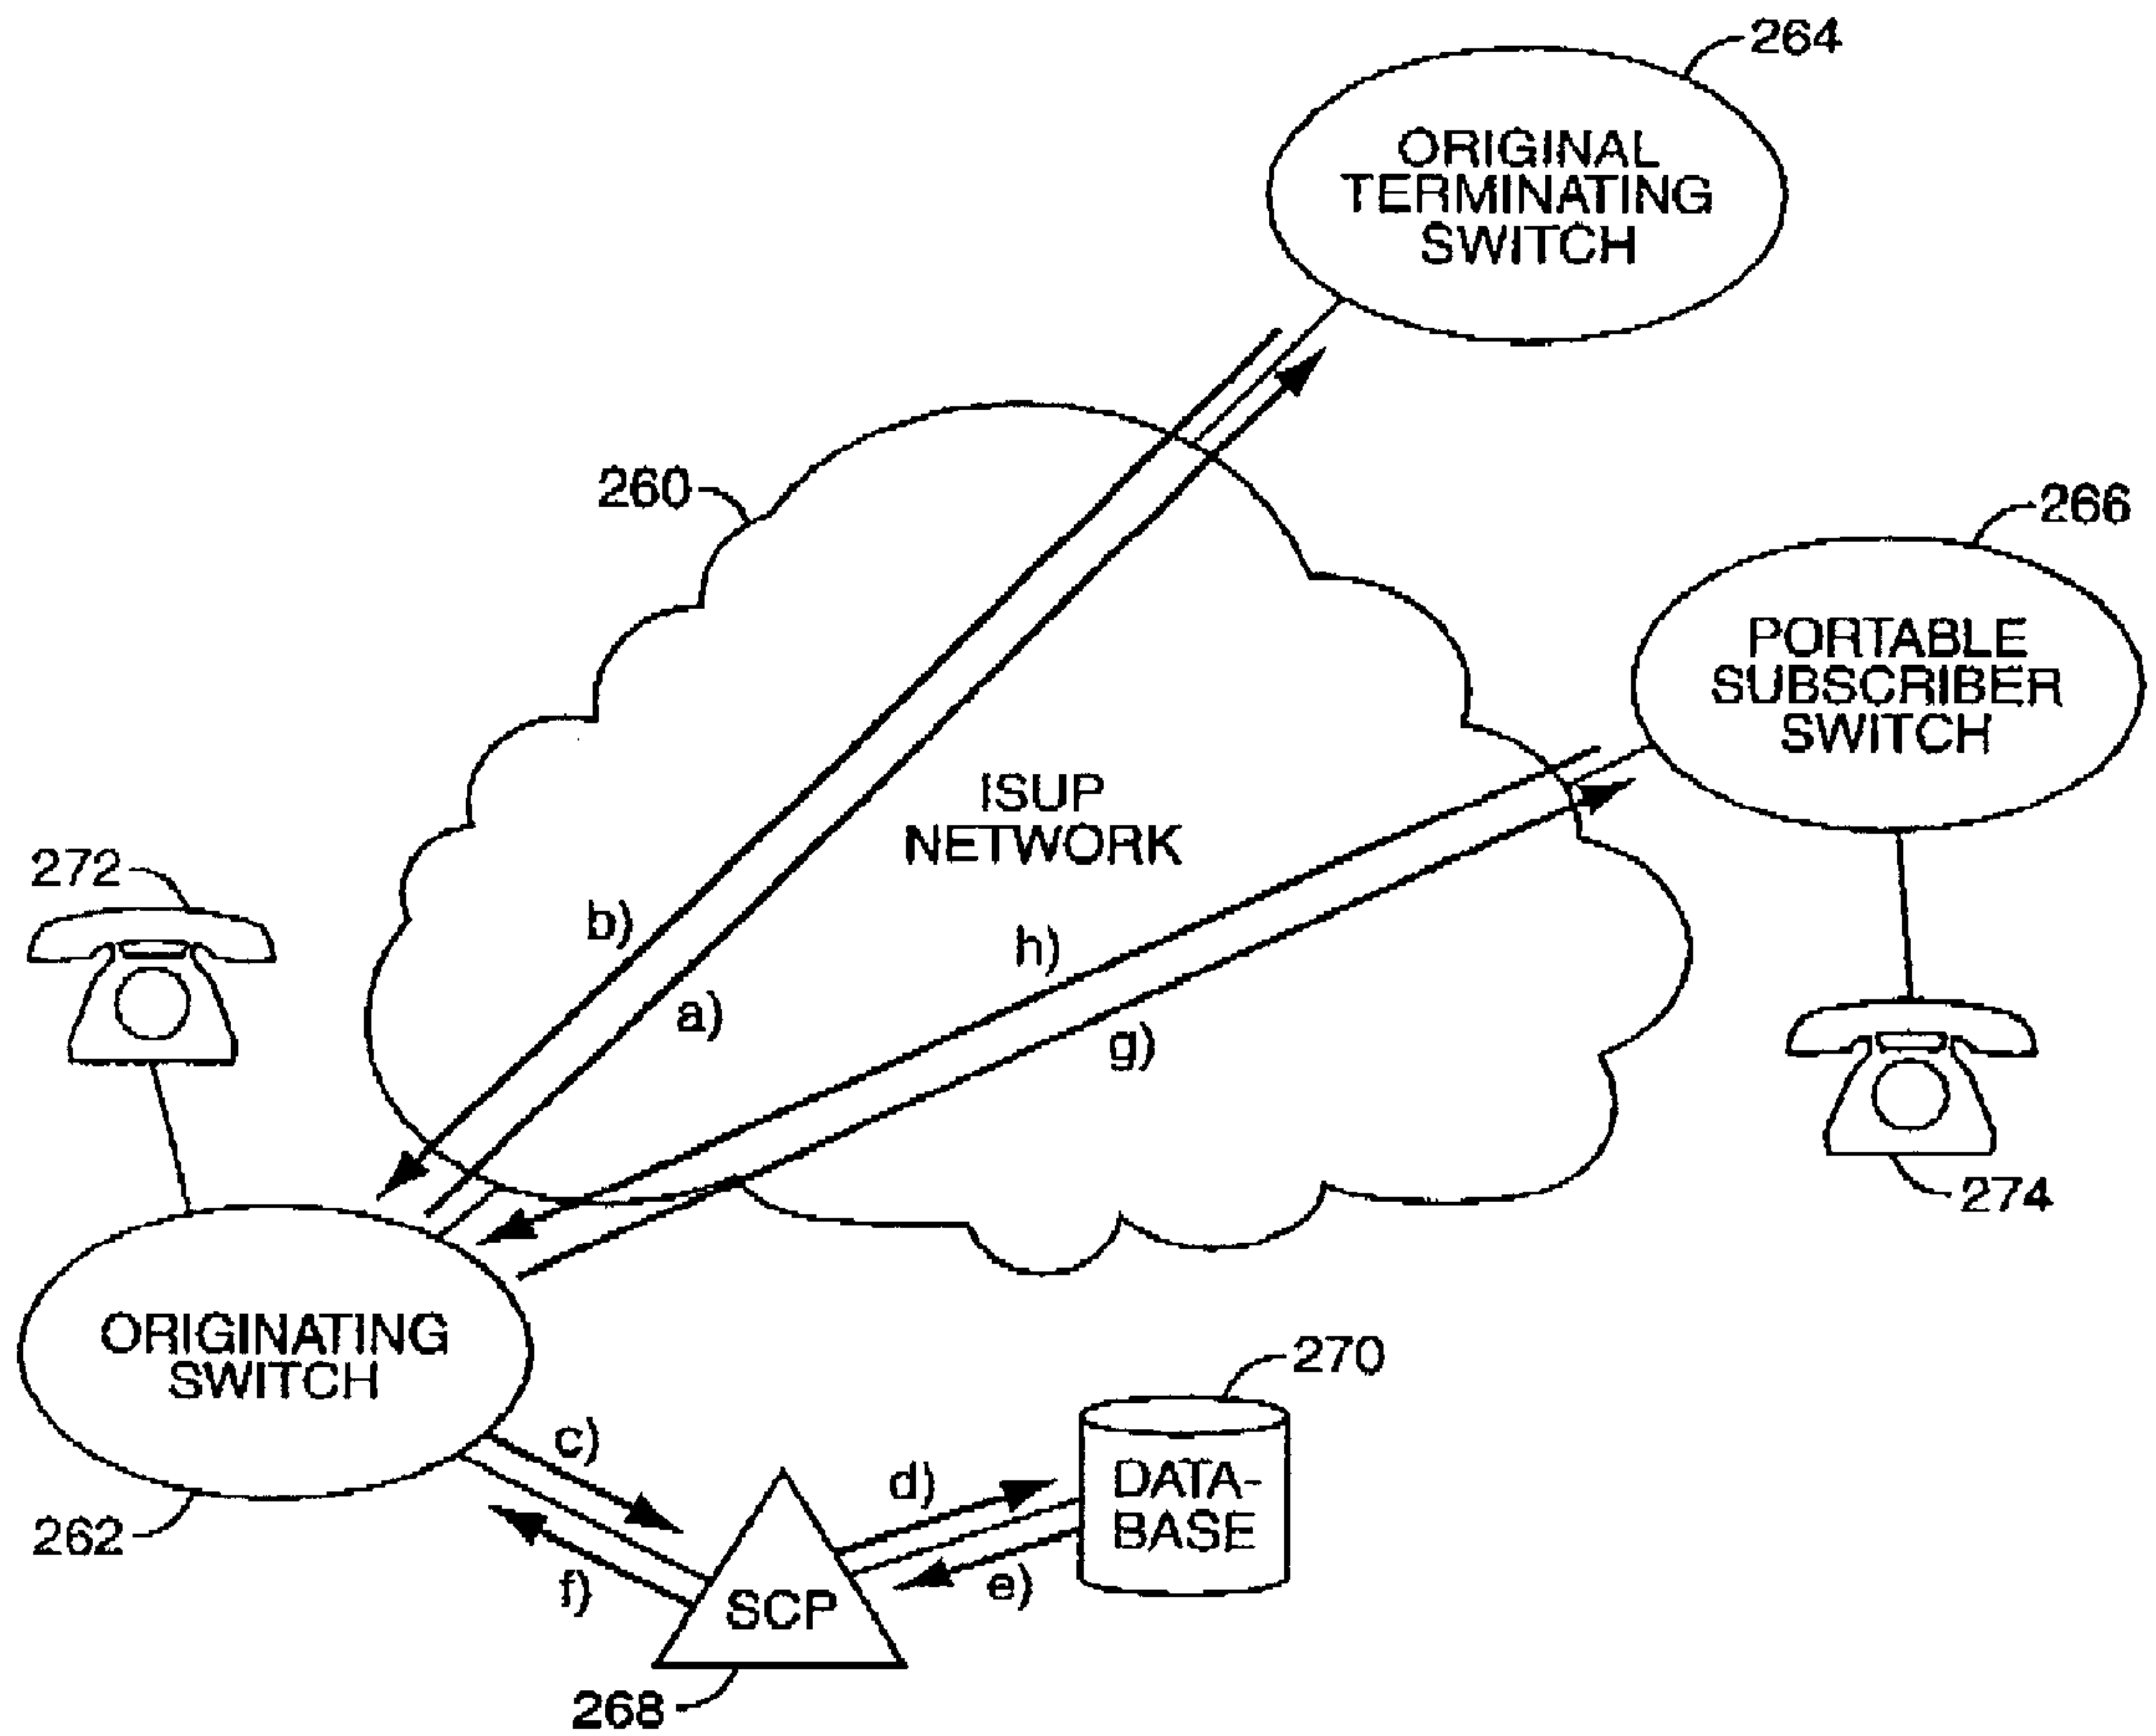 264
ORIGINAL
TERMINATING
SWITCH
260
266
PORTABLE
SUBSCRIBER
SWITCH
ISUP
NETWORK
272
b)
h)
a)
g)
274
ORIGINATING
SWITCH
270
c)
d)
DATA-
BASE
262
f)
e)
SCP
268